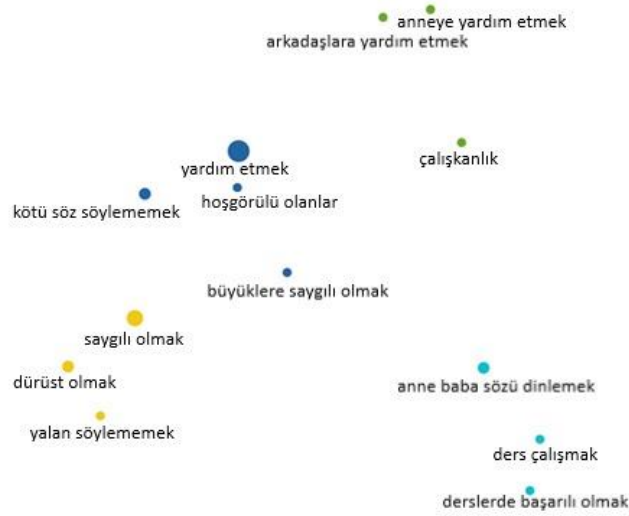 anneye yardım etmek
arkadaşlara yardım etmek
yardım etmek
çalışkanlık
hoşgörülü olanlar
kötü söz söylememek
büyüklere saygılı olmak
saygılı olmak
dürüst olmak
anne baba sözü dinlemek
yalan söylememek
ders çalışmak
derslerde başarılı olmak